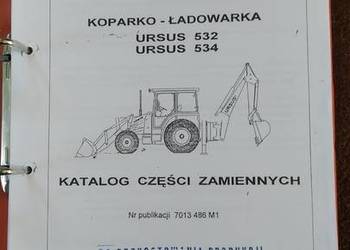 KOPARKO - ŁADOWARKA
URSUS 532
URSUS 534
KATALOG CZĘŚCI ZAMIENNYCH
Nr publikacji 7013 486 M1